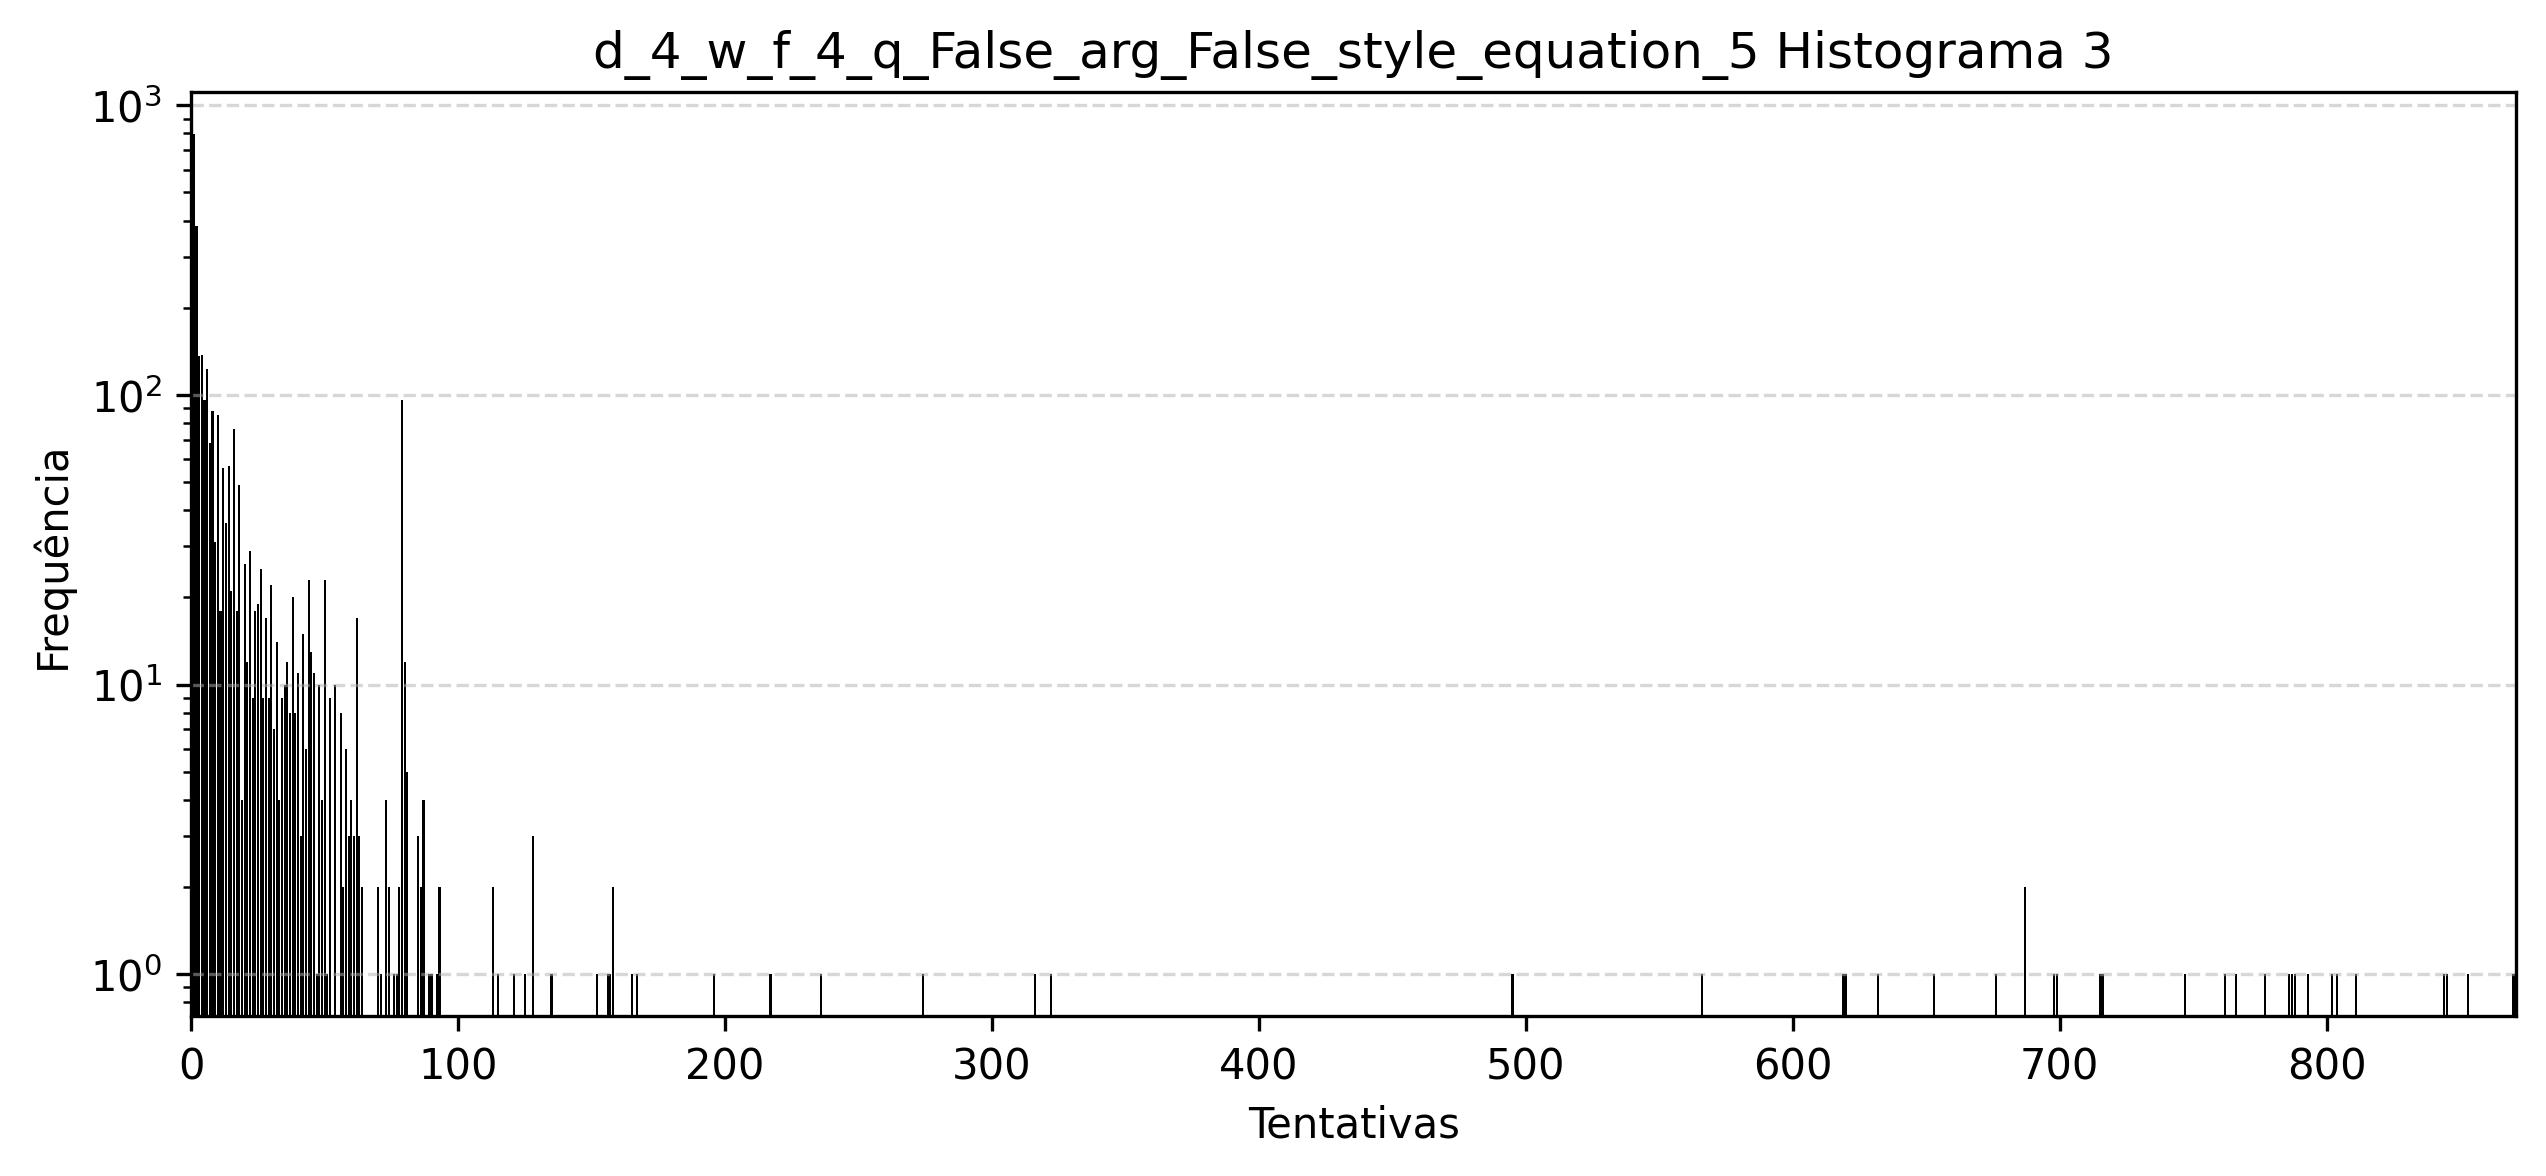 d_4_w_f_4_q_False_arg_False_style_equation_5 Histograma 3
10³
10²
10¹
10⁰
Frequência
0 100 200 300 400 500 600 700 800
Tentativas